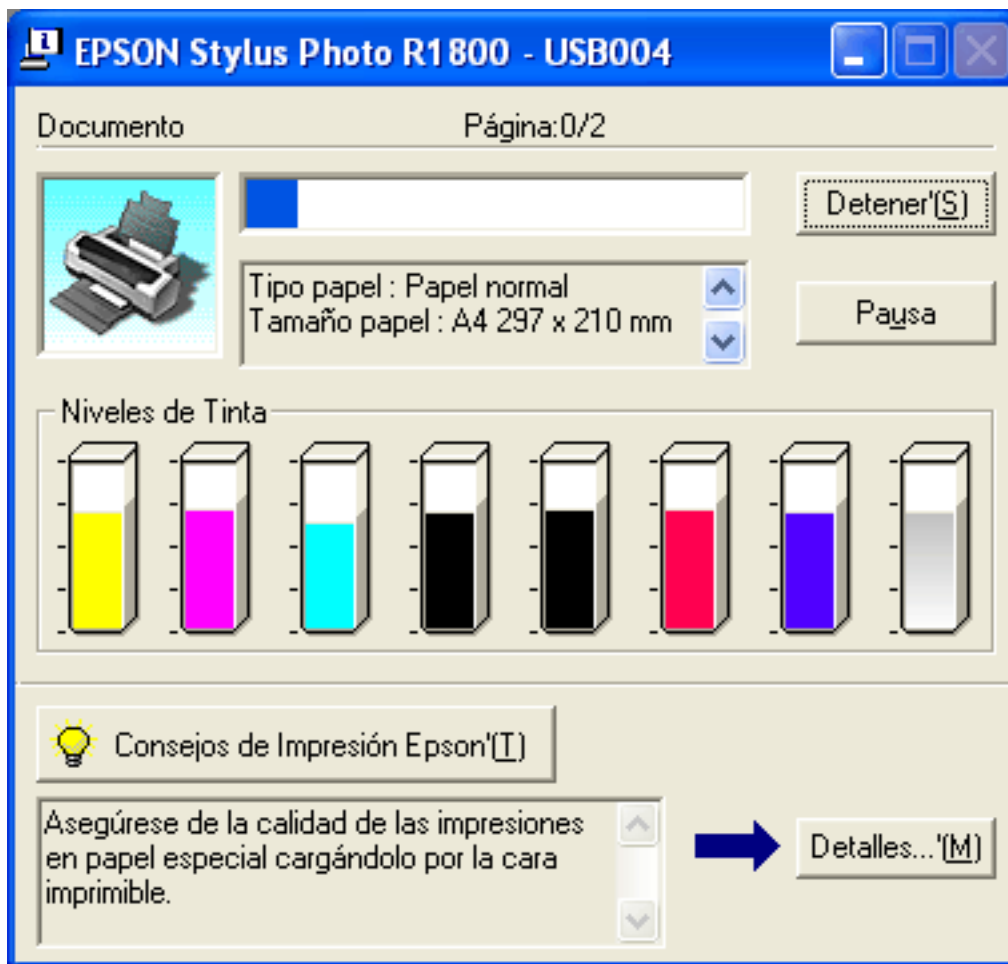 EPSON Stylus Photo R1800 - USB004
Documento
Página:0/2
Detener'(S)
Tipo papel : Papel normal
Tamaño papel : A4 297 x 210 mm
Pausa
Niveles de Tinta
Consejos de Impresión Epson'(T)
Asegúrese de la calidad de las impresiones
en papel especial cargándolo por la cara
imprimible.
Detalles...'(M)